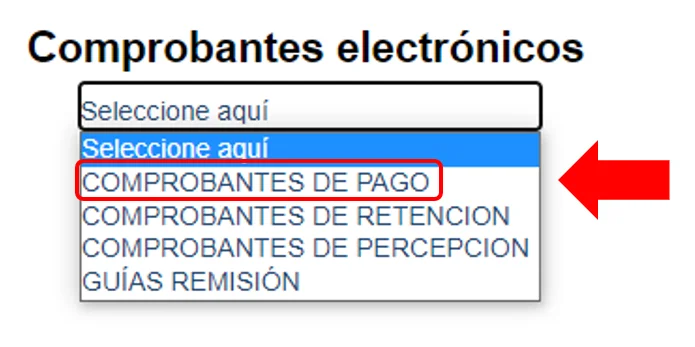 Comprobantes electrónicos
Seleccione aquí
Seleccione aquí
COMPROBANTES DE PAGO
COMPROBANTES DE RETENCION
COMPROBANTES DE PERCEPCION
GUÍAS REMISIÓN